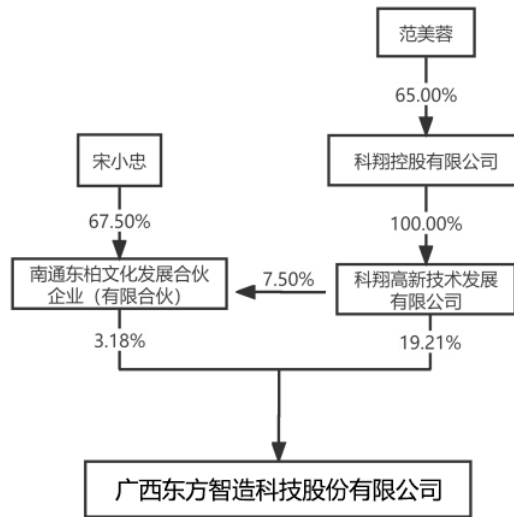 范美蓉
65.00%
宋小忠
科翔控股有限公司
67.50%
100.00%
南通东柏文化发展合伙
企业（有限合伙）
7.50%
科翔高新技术发展
有限公司
3.18%
19.21%
广西东方智造科技股份有限公司